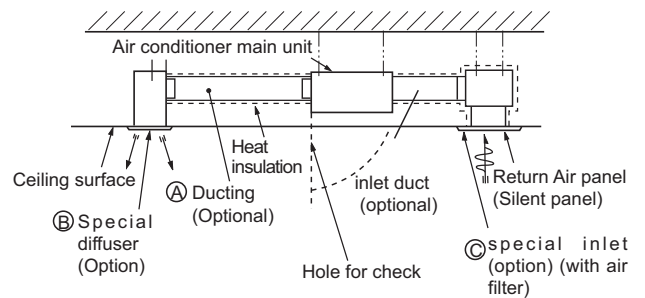 Air conditioner main unit
Heat
insulation
Ceiling surface
Ⓐ Ducting
(Optional)
inlet duct
(optional)
Return Air panel
(Silent panel)
Ⓑ Special
diffuser
(Option)
Hole for check
Ⓒ special inlet
(option) (with air
filter)